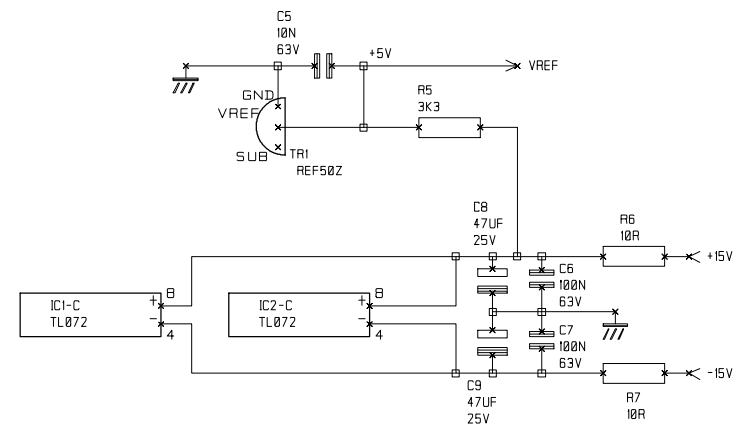 C5
10N
63V
+5V
VREF
GND
VREF
SUB
TR1
REF50Z
R5
3K3
C8
47UF
25V
R6
10R
+15V
C6
100N
63V
IC1-C
TL072
+
-
8
4
IC2-C
TL072
+
-
8
4
C7
100N
63V
C9
47UF
25V
R7
10R
-15V